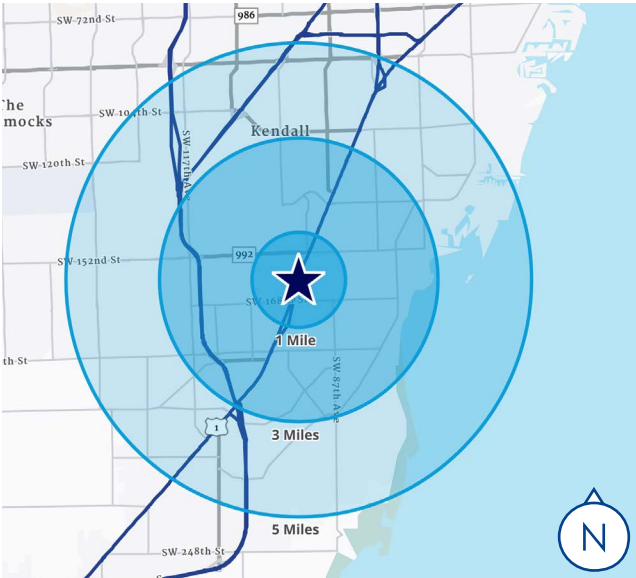 SW 72nd St
986
The
mmocks
SW 104th St
Kendall
SW 117th Ave
SW 120th St
SW 152nd St
992
SW 168th St
1 Mile
th St
SW 87th Ave
1
3 Miles
5 Miles
N
SW 248th St